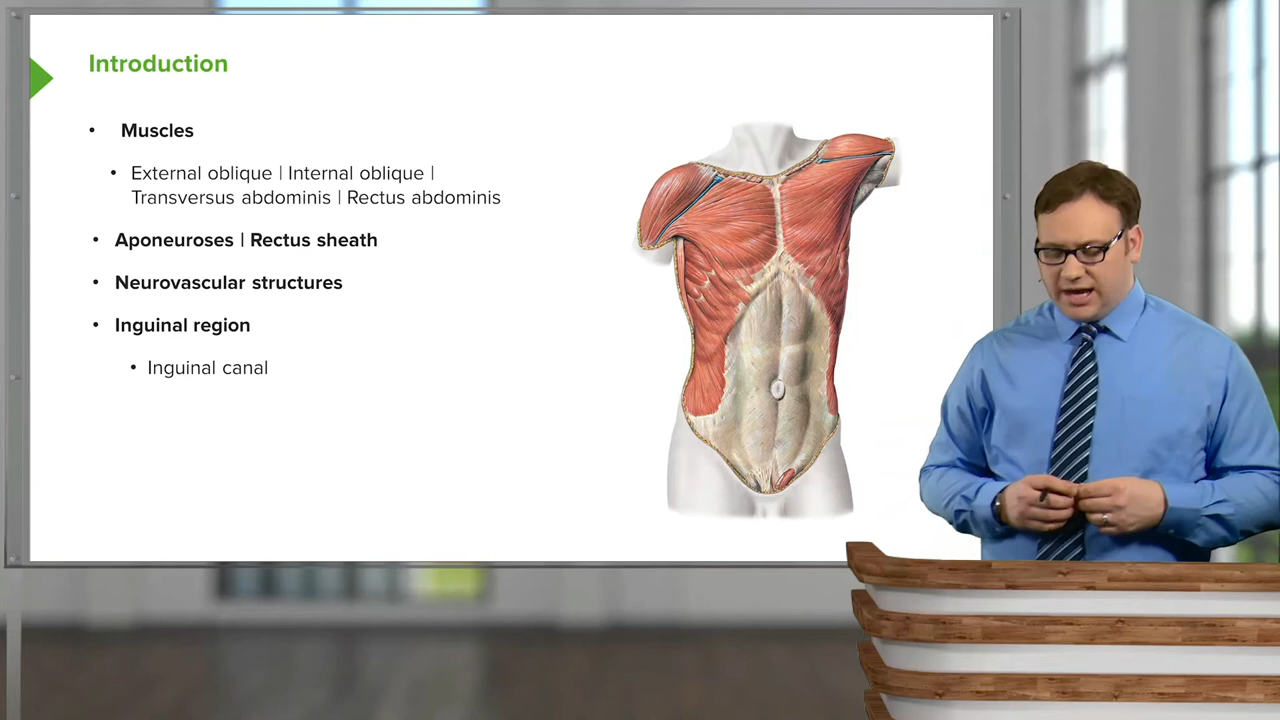 Introduction
• Muscles
• External oblique | Internal oblique |
Transversus abdominis | Rectus abdominis
• Aponeuroses | Rectus sheath
• Neurovascular structures
• Inguinal region
• Inguinal canal